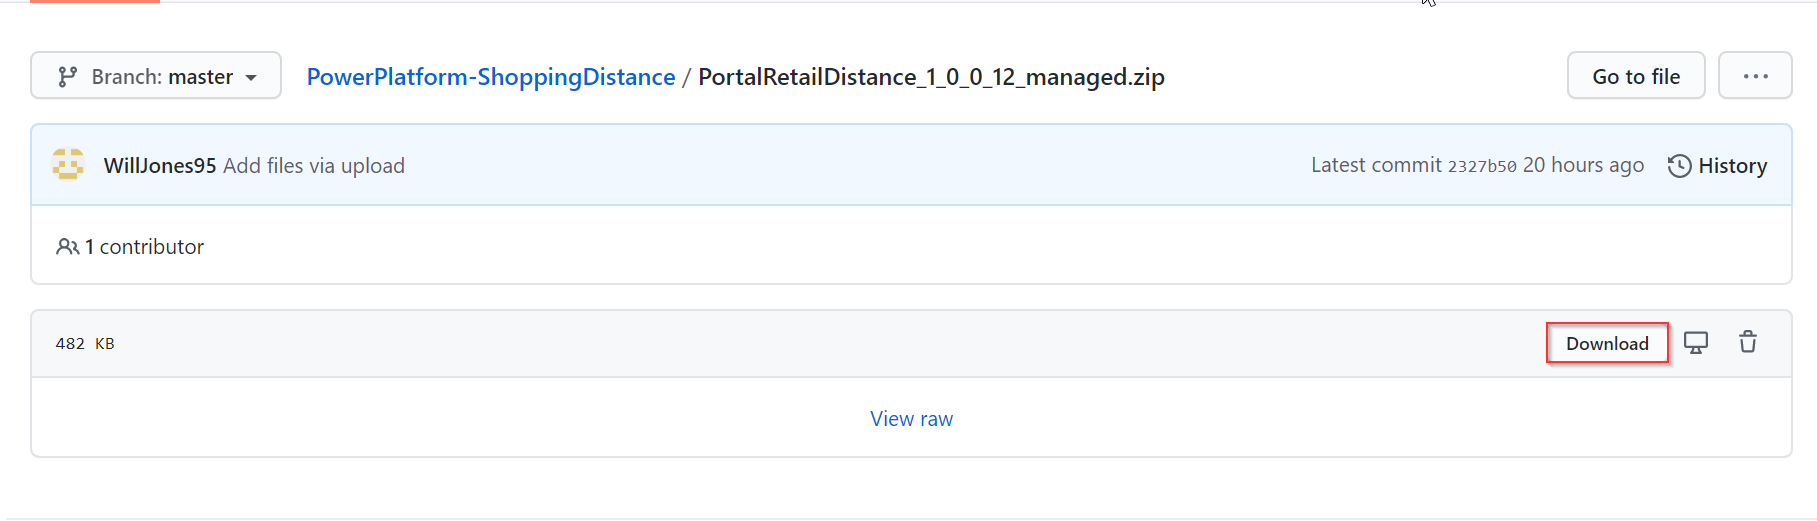 Branch: master PowerPlatform-ShoppingDistance / PortalRetailDistance_1_0_0_12_managed.zip Go to file ...
WillJones95 Add files via upload Latest commit 2327b50 20 hours ago History
1 contributor
482 KB Download
View raw